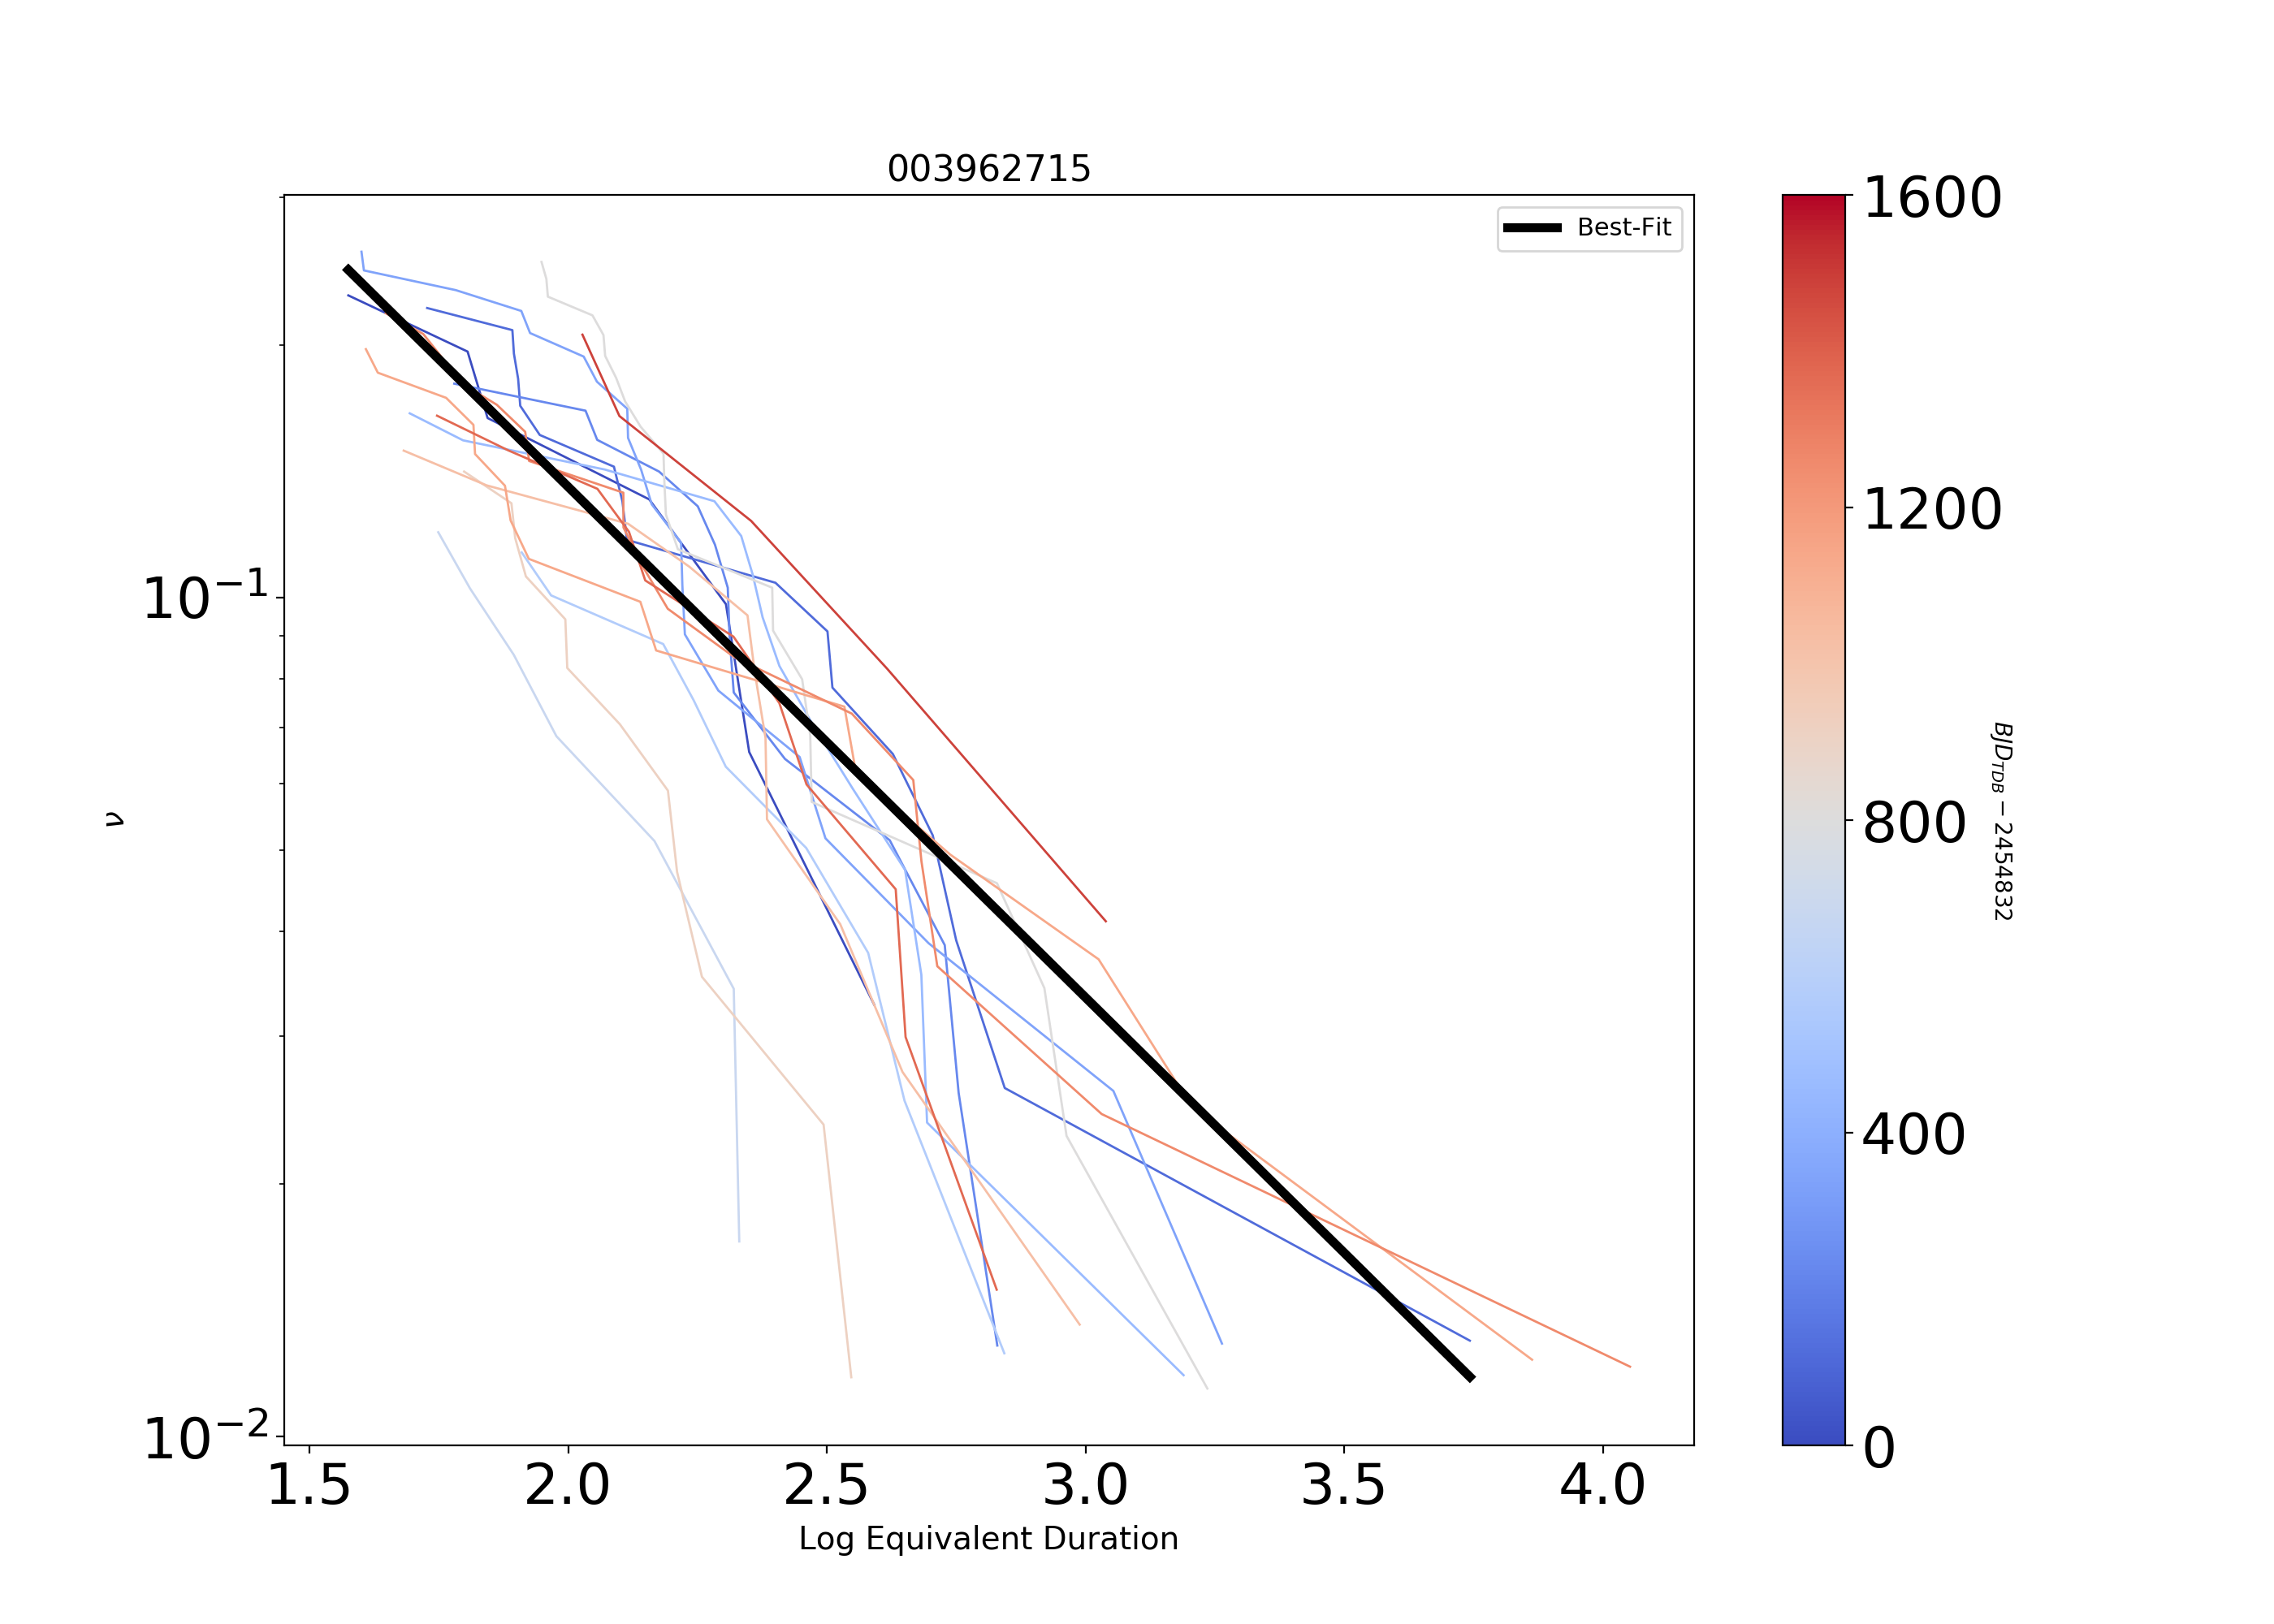 003962715
Best-Fit
ν
10⁻¹
10⁻²
1.5 2.0 2.5 3.0 3.5 4.0
Log Equivalent Duration
1600
1200
800
400
0
BJD_TDB − 2454832